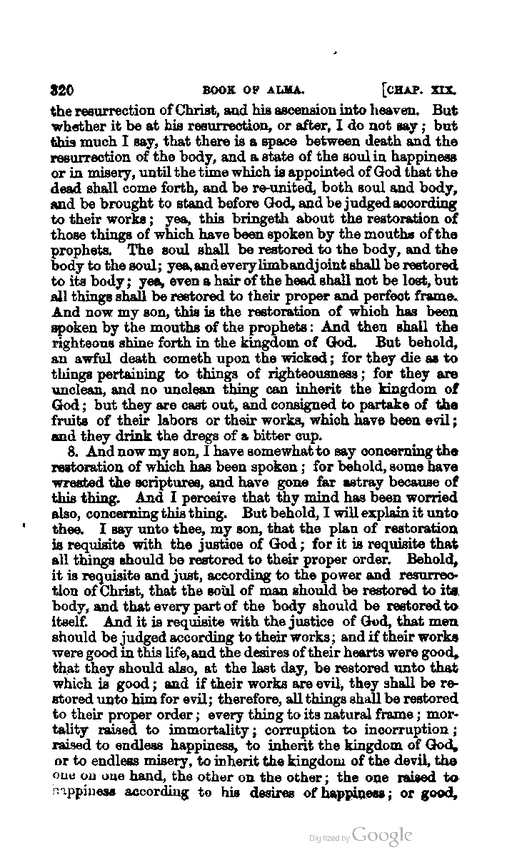 320 BOOK OF ALMA. [CHAP. XIX.
the resurrection of Christ, and his ascension into heaven. But
whether it be at his resurrection, or after, I do not say; but
this much I say, that there is a space between death and the
resurrection of the body, and a state of the soul in happiness
or in misery, until the time which is appointed of God that the
dead shall come forth, and be re-united, both soul and body,
and be brought to stand before God, and be judged according
to their works; yea, this bringeth about the restoration of
those things of which have been spoken by the mouths of the
prophets. The soul shall be restored to the body, and the
body to the soul; yea, and every limb and joint shall be restored
to its body; yea, even a hair of the head shall not be lost, but
all things shall be restored to their proper and perfect frame.
And now my son, this is the restoration of which has been
spoken by the mouths of the prophets: And then shall the
righteous shine forth in the kingdom of God. But behold,
an awful death cometh upon the wicked; for they die as to
things pertaining to things of righteousness; for they are
unclean, and no unclean thing can inherit the kingdom of
God; but they are cast out, and consigned to partake of the
fruits of their labors or their works, which have been evil;
and they drink the dregs of a bitter cup.
8. And now my son, I have somewhat to say concerning the
restoration of which has been spoken; for behold, some have
wrested the scriptures, and have gone far astray because of
this thing. And I perceive that thy mind has been worried
also, concerning this thing. But behold, I will explain it unto
thee. I say unto thee, my son, that the plan of restoration
is requisite with the justice of God; for it is requisite that
all things should be restored to their proper order. Behold,
it is requisite and just, according to the power and resurrec-
tion of Christ, that the soul of man should be restored to its
body, and that every part of the body should be restored to
itself. And it is requisite with the justice of God, that men
should be judged according to their works; and if their works
were good in this life, and the desires of their hearts were good,
that they should also, at the last day, be restored unto that
which is good; and if their works are evil, they shall be re-
stored unto him for evil; therefore, all things shall be restored
to their proper order; every thing to its natural frame; mor-
tality raised to immortality; corruption to incorruption;
raised to endless happiness, to inherit the kingdom of God,
or to endless misery, to inherit the kingdom of the devil, the
one on one hand, the other on the other; the one raised to
happiness according to his desires of happiness; or good,
Digitized by Google